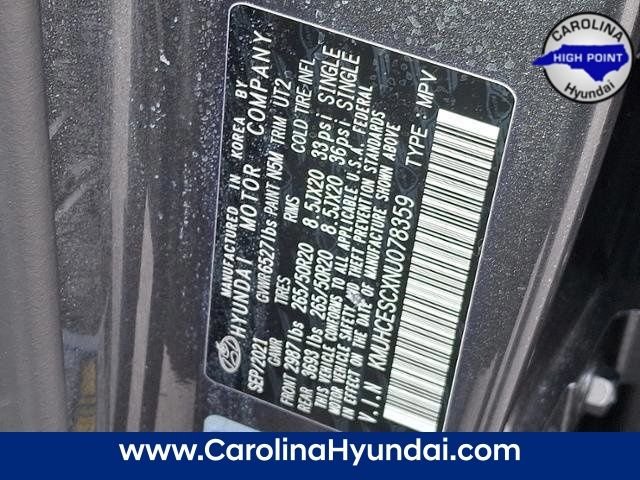 CAROLINA
HIGH POINT
Hyundai
MANUFACTURED IN KOREA BY
HYUNDAI MOTOR COMPANY
SEP/2021 GVWR 6527lbs PAINT N5M TRIM UT2
GAWR TIRES RIMS COLD TIRE INFL
FRONT 2987lbs 265/50R20 8.5JX20 33psi SINGLE
REAR 3693lbs 265/50R20 8.5JX20 36psi SINGLE
THIS VEHICLE CONFORMS TO ALL APPLICABLE U.S.A. FEDERAL
MOTOR VEHICLE SAFETY AND THEFT PREVENTION STANDARDS
IN EFFECT ON THE DATE OF MANUFACTURE SHOWN ABOVE
V.I.N KMUHCESCXNU078359 TYPE : MPV
www.CarolinaHyundai.com